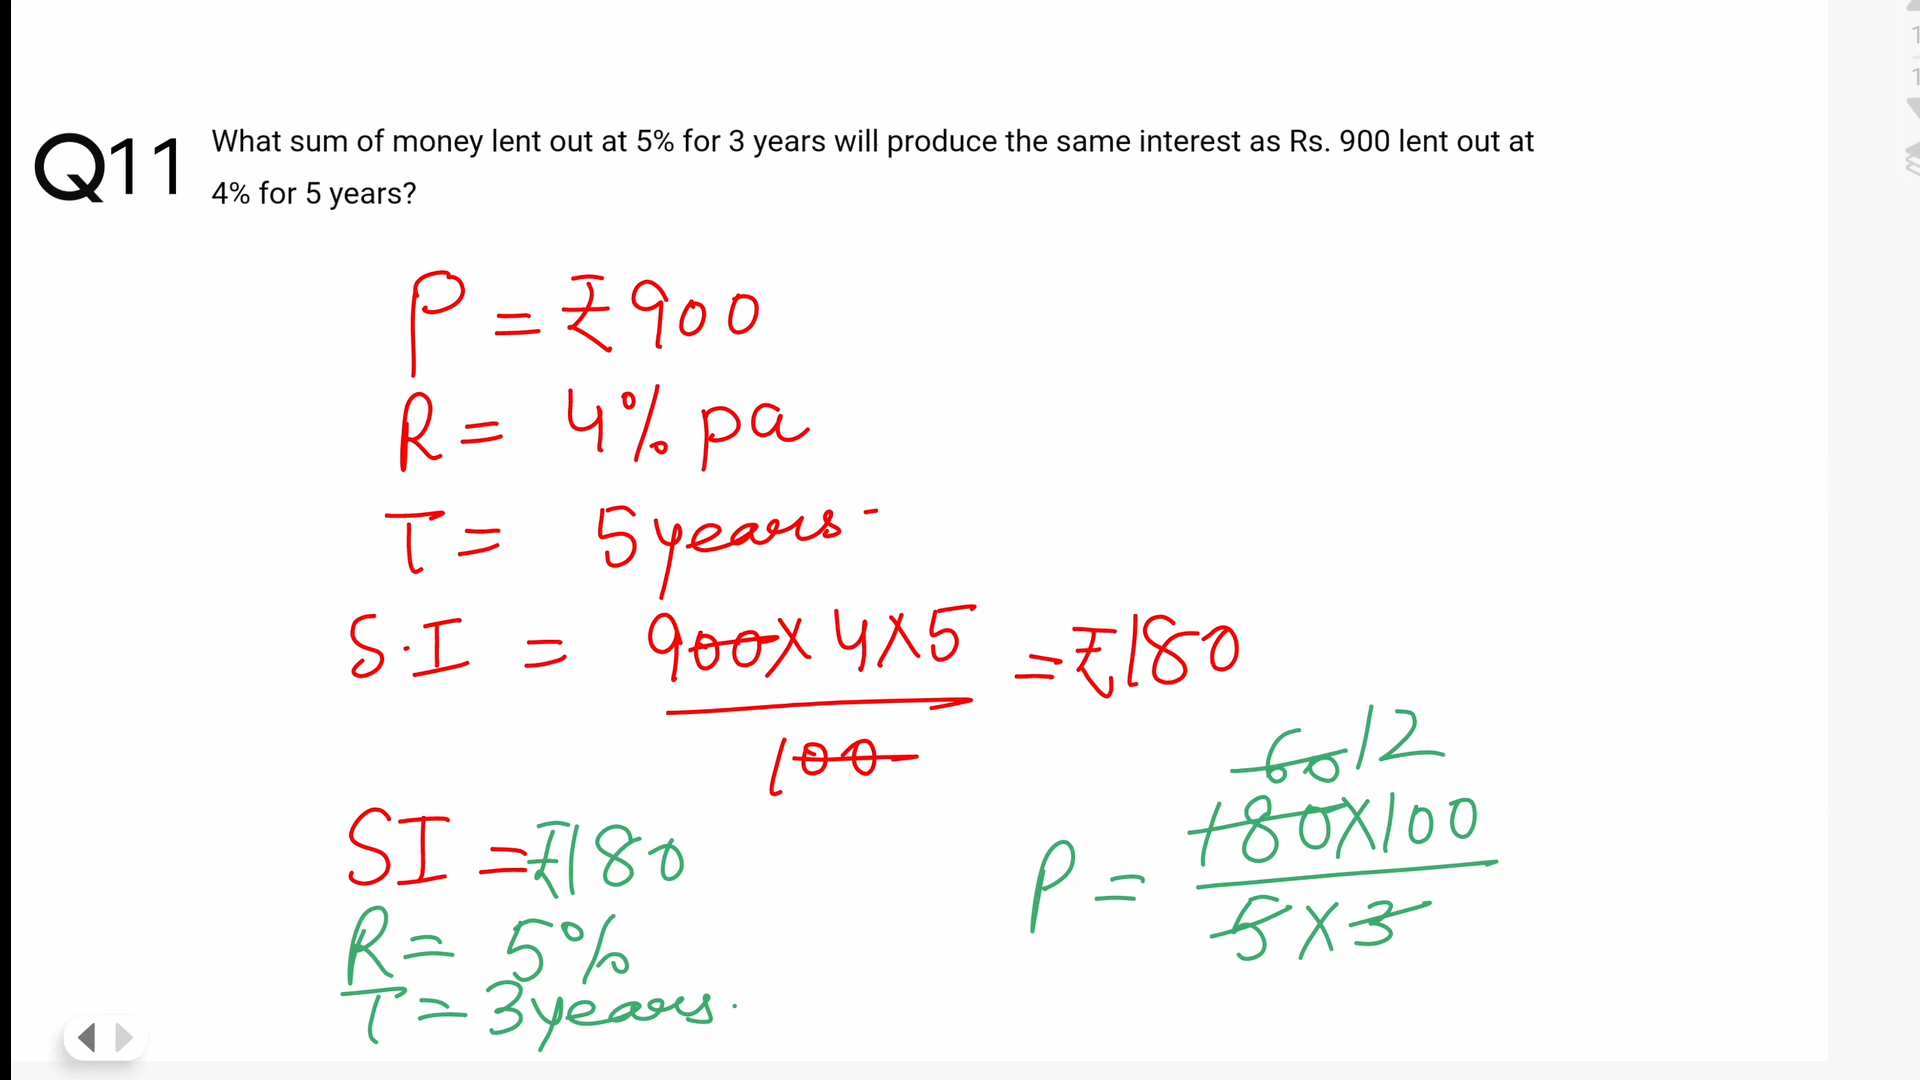 Q11 What sum of money lent out at 5% for 3 years will produce the same interest as Rs. 900 lent out at
4% for 5 years?
P = ₹900
R = 4% pa
T = 5 years
S.I = 900 x 4 x 5 = ₹180
100
SI = ₹180
R = 5%
T = 3 years.
60 12
P = 180 x 100
5 x 3
1
1